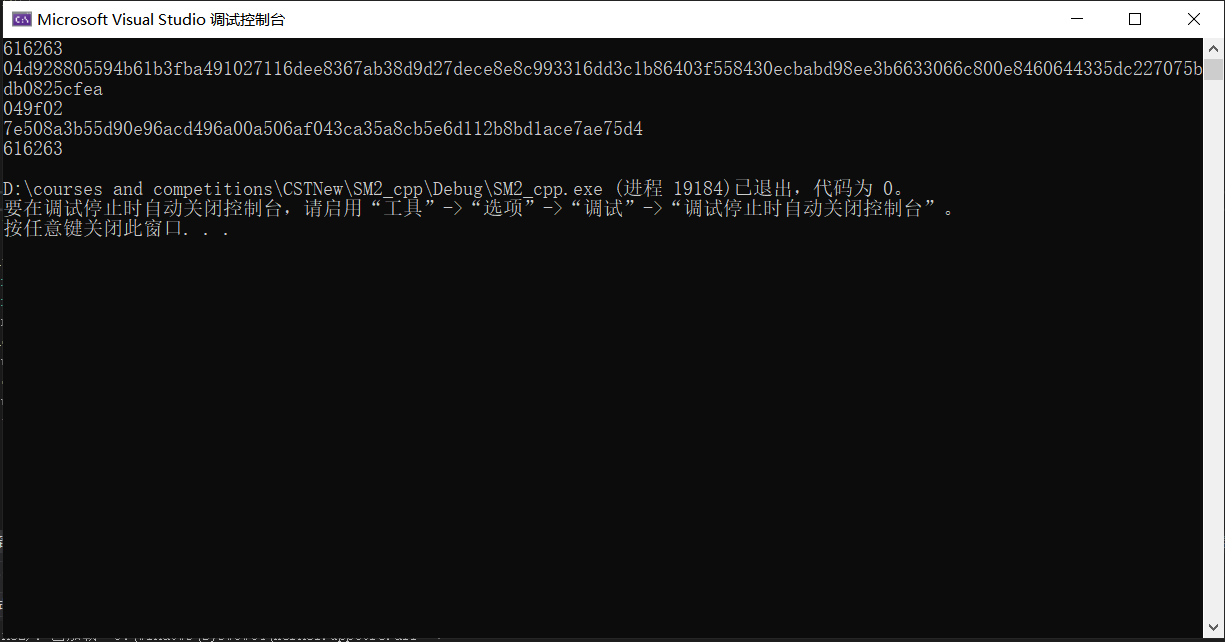 Microsoft Visual Studio 调试控制台
616263
04d928805594b61b3fba491027116dee8367ab38d9d27dece8e8c993316dd3c1b86403f558430ecbabd98ee3b6633066c800e8460644335dc227075b
db0825cfea
049f02
7e508a3b55d90e96acd496a00a506af043ca35a8cb5e6d112b8bd1ace7ae75d4
616263
D:\courses and competitions\CSTNew\SM2_cpp\Debug\SM2_cpp.exe (进程 19184)已退出，代码为 0。
要在调试停止时自动关闭控制台，请启用“工具”->“选项”->“调试”->“调试停止时自动关闭控制台”。
按任意键关闭此窗口. . .